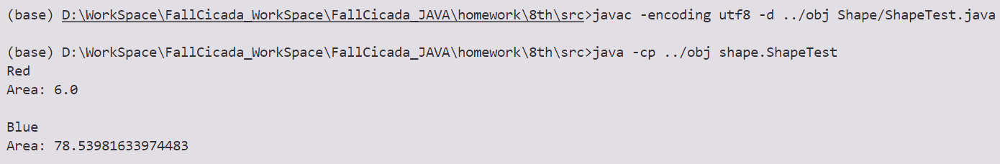 (base) D:\WorkSpace\FallCicada_WorkSpace\FallCicada_JAVA\homework\8th\src>javac -encoding utf8 -d ../obj Shape/ShapeTest.java
(base) D:\WorkSpace\FallCicada_WorkSpace\FallCicada_JAVA\homework\8th\src>java -cp ../obj shape.ShapeTest
Red
Area: 6.0
Blue
Area: 78.53981633974483